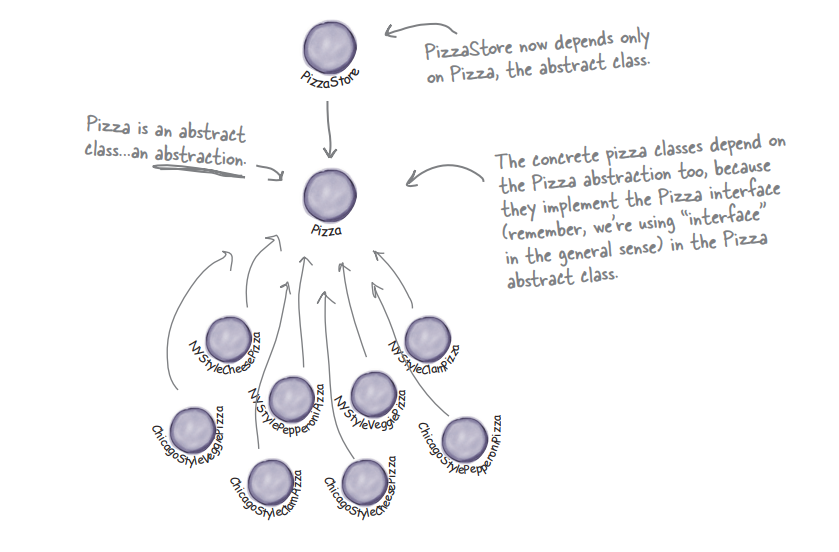 PizzaStore
PizzaStore now depends only
on Pizza, the abstract class.
Pizza is an abstract
class...an abstraction.
Pizza
The concrete pizza classes depend on
the Pizza abstraction too, because
they implement the Pizza interface
(remember, we're using “interface”
in the general sense) in the Pizza
abstract class.
NYStyleCheesePizza
NYStyleClamPizza
NYStylePepperoniPizza
NYStyleVeggiePizza
ChicagoStyleVeggiePizza
ChicagoStylePepperoniPizza
ChicagoStyleClamPizza
ChicagoStyleCheesePizza